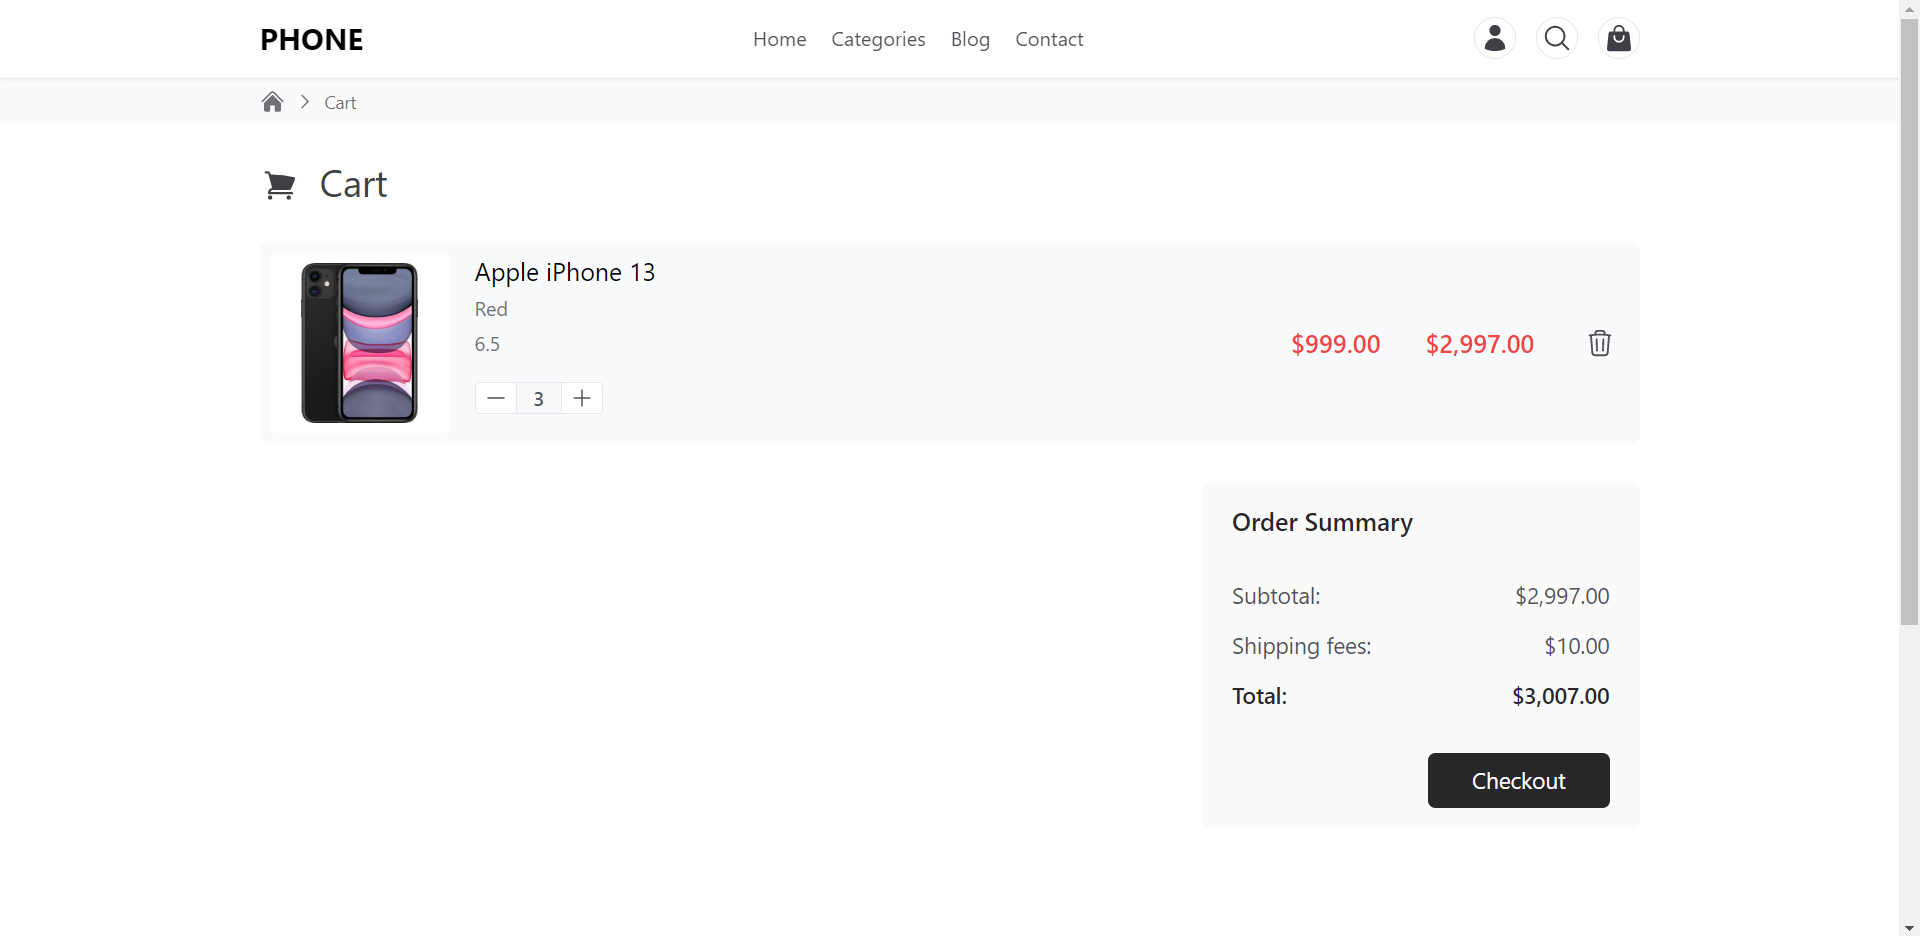 PHONE
Home Categories Blog Contact
Cart
Cart
Apple iPhone 13
Red
6.5
$999.00 $2,997.00
3
Order Summary
Subtotal: $2,997.00
Shipping fees: $10.00
Total: $3,007.00
Checkout